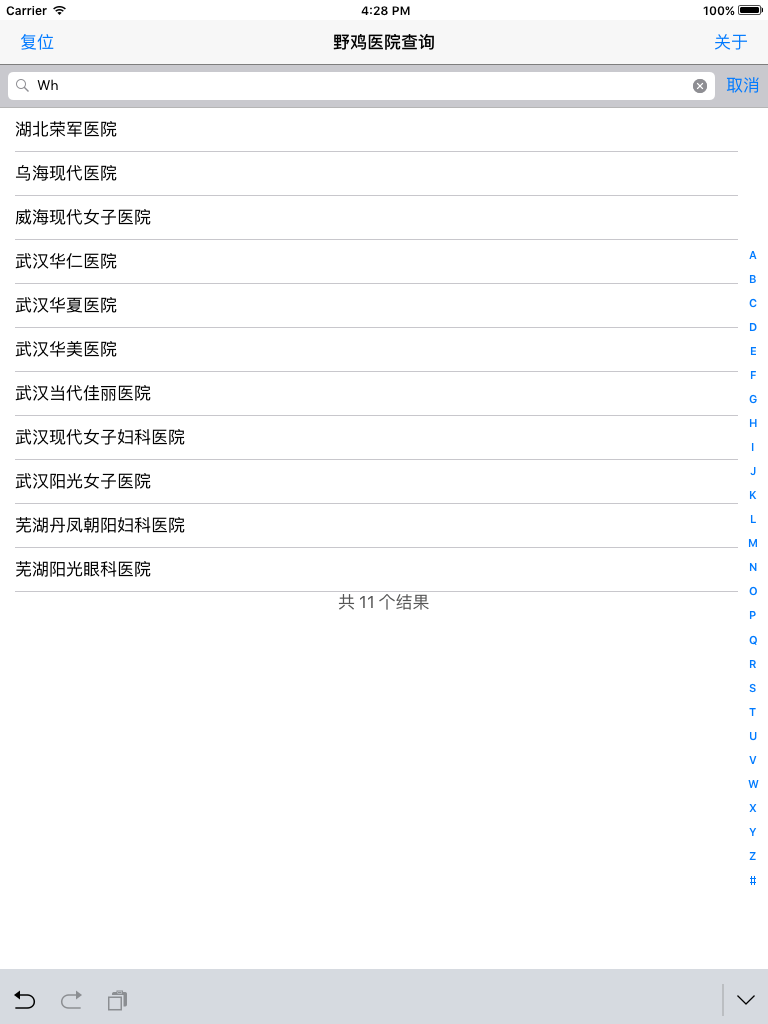 Carrier 4:28 PM 100%
复位 野鸡医院查询 关于
Wh 取消
湖北荣军医院
乌海现代医院
威海现代女子医院
武汉华仁医院
武汉华夏医院
武汉华美医院
武汉当代佳丽医院
武汉现代女子妇科医院
武汉阳光女子医院
芜湖丹凤朝阳妇科医院
芜湖阳光眼科医院
共 11 个结果
A
B
C
D
E
F
G
H
I
J
K
L
M
N
O
P
Q
R
S
T
U
V
W
X
Y
Z
#